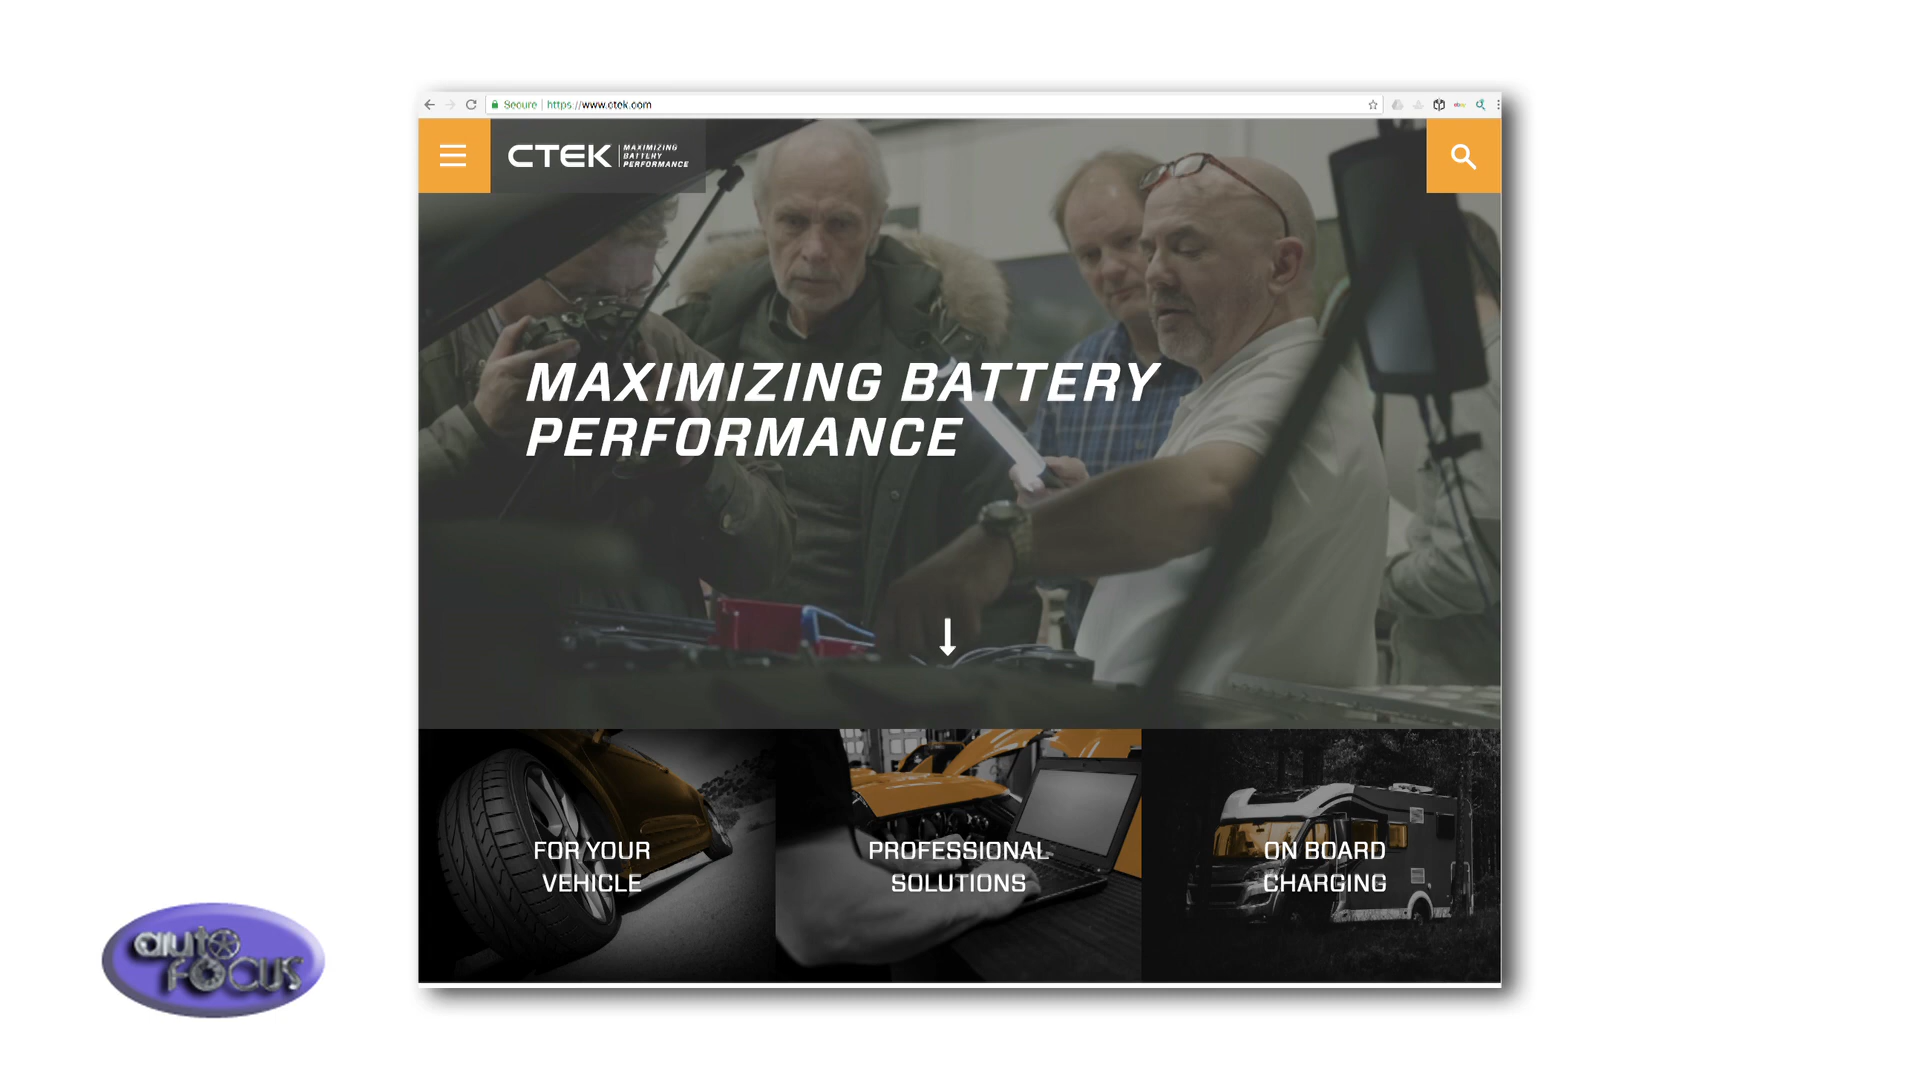 Secure | https://www.ctek.com
CTEK
MAXIMIZING
BATTERY
PERFORMANCE
MAXIMIZING BATTERY
PERFORMANCE
FOR YOUR
VEHICLE
PROFESSIONAL
SOLUTIONS
ON BOARD
CHARGING
auto
FOCUS